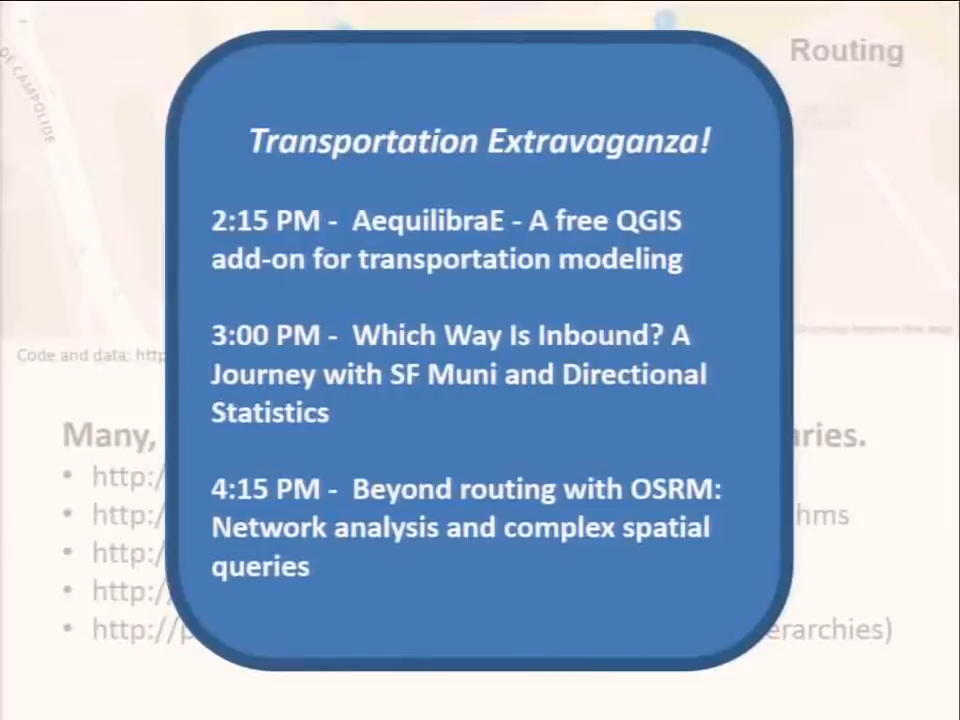 Routing
DE CAMPOLIDE
Transportation Extravaganza!
2:15 PM - AequilibraE - A free QGIS
add-on for transportation modeling
3:00 PM - Which Way Is Inbound? A
Journey with SF Muni and Directional
Statistics
4:15 PM - Beyond routing with OSRM:
Network analysis and complex spatial
queries
Code and data: http
Many, aries.
• http:/
• http:/ hms
• http:/
• http:/
• http://p erarchies)